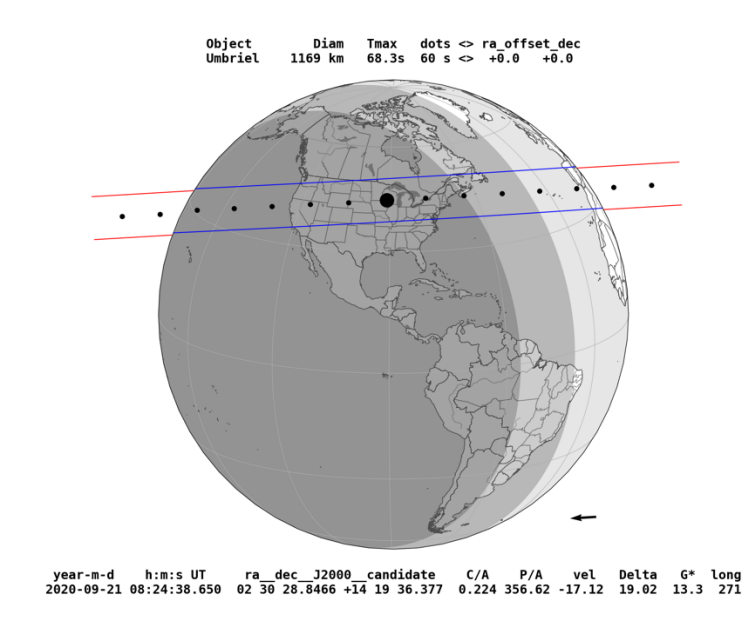 Object Diam Tmax dots <> ra_offset_dec
Umbriel 1169 km 68.3s 60 s <> +0.0 +0.0
year-m-d h:m:s UT ra__dec__J2000__candidate C/A P/A vel Delta G* long
2020-09-21 08:24:38.650 02 30 28.8466 +14 19 36.377 0.224 356.62 -17.12 19.02 13.3 271